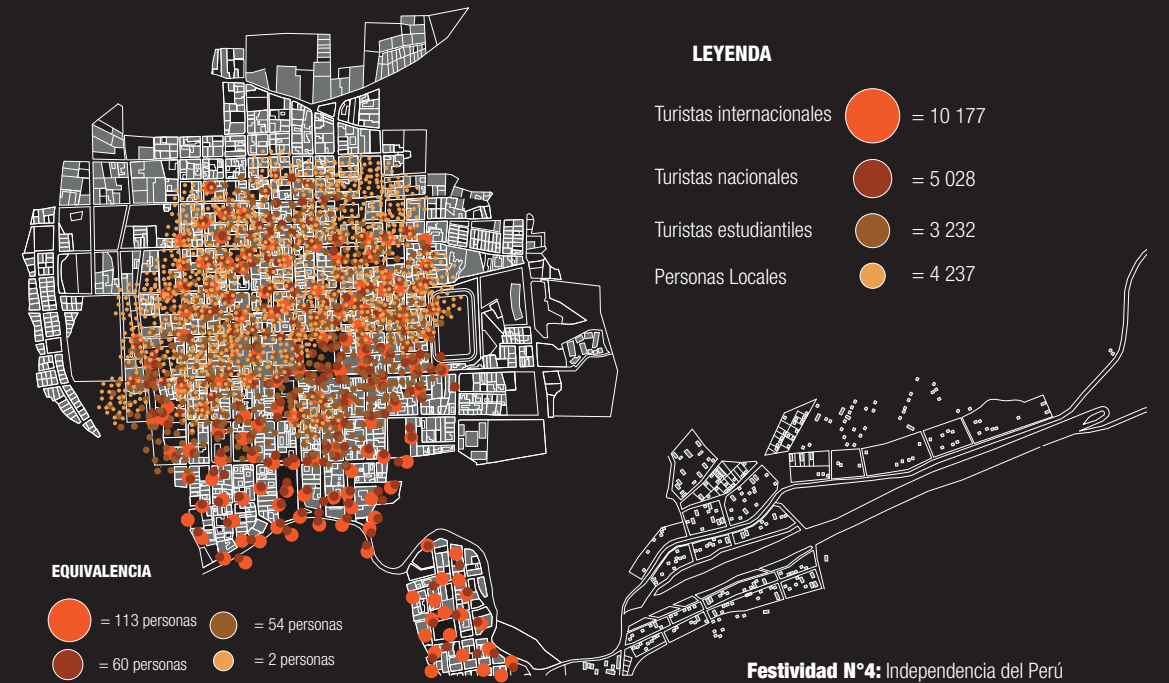 LEYENDA
Turistas internacionales = 10 177
Turistas nacionales = 5 028
Turistas estudiantiles = 3 232
Personas Locales = 4 237
EQUIVALENCIA
= 113 personas = 54 personas
= 60 personas = 2 personas
Festividad N°4: Independencia del Perú